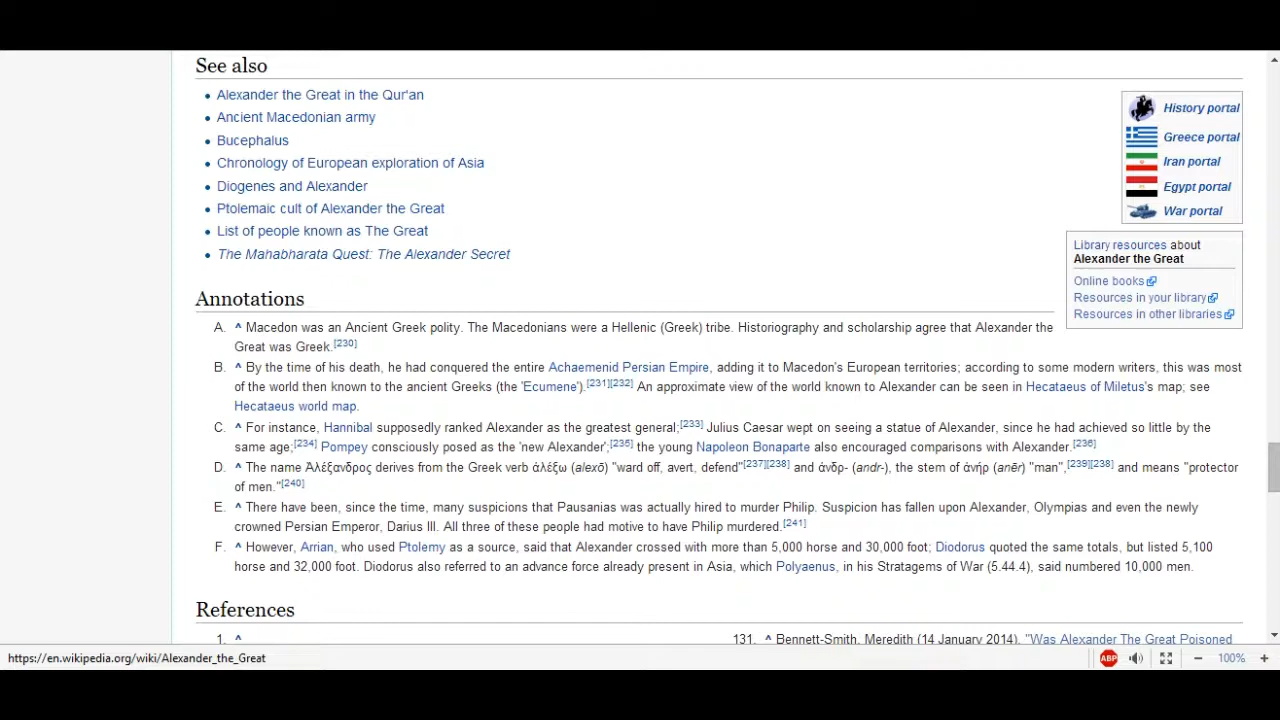 See also
Alexander the Great in the Qur'an
Ancient Macedonian army
Bucephalus
Chronology of European exploration of Asia
Diogenes and Alexander
Ptolemaic cult of Alexander the Great
List of people known as The Great
The Mahabharata Quest: The Alexander Secret
History portal
Greece portal
Iran portal
Egypt portal
War portal
Library resources about
Alexander the Great
Online books
Resources in your library
Resources in other libraries
Annotations
A. ^ Macedon was an Ancient Greek polity. The Macedonians were a Hellenic (Greek) tribe. Historiography and scholarship agree that Alexander the
Great was Greek.[230]
B. ^ By the time of his death, he had conquered the entire Achaemenid Persian Empire, adding it to Macedon's European territories; according to some modern writers, this was most
of the world then known to the ancient Greeks (the 'Ecumene').[231][232] An approximate view of the world known to Alexander can be seen in Hecataeus of Miletus's map; see
Hecataeus world map.
C. ^ For instance, Hannibal supposedly ranked Alexander as the greatest general;[233] Julius Caesar wept on seeing a statue of Alexander, since he had achieved so little by the
same age;[234] Pompey consciously posed as the 'new Alexander';[235] the young Napoleon Bonaparte also encouraged comparisons with Alexander.[236]
D. ^ The name Ἀλέξανδρος derives from the Greek verb ἀλέξω (alexō) "ward off, avert, defend"[237][238] and ἀνδρ- (andr-), the stem of ἀνήρ (anēr) "man",[239][238] and means "protector
of men."[240]
E. ^ There have been, since the time, many suspicions that Pausanias was actually hired to murder Philip. Suspicion has fallen upon Alexander, Olympias and even the newly
crowned Persian Emperor, Darius III. All three of these people had motive to have Philip murdered.[241]
F. ^ However, Arrian, who used Ptolemy as a source, said that Alexander crossed with more than 5,000 horse and 30,000 foot; Diodorus quoted the same totals, but listed 5,100
horse and 32,000 foot. Diodorus also referred to an advance force already present in Asia, which Polyaenus, in his Stratagems of War (5.44.4), said numbered 10,000 men.
References
1. ^
131. ^ Bennett-Smith, Meredith (14 January 2014). "Was Alexander The Great Poisoned
https://en.wikipedia.org/wiki/Alexander_the_Great
ABP
100%